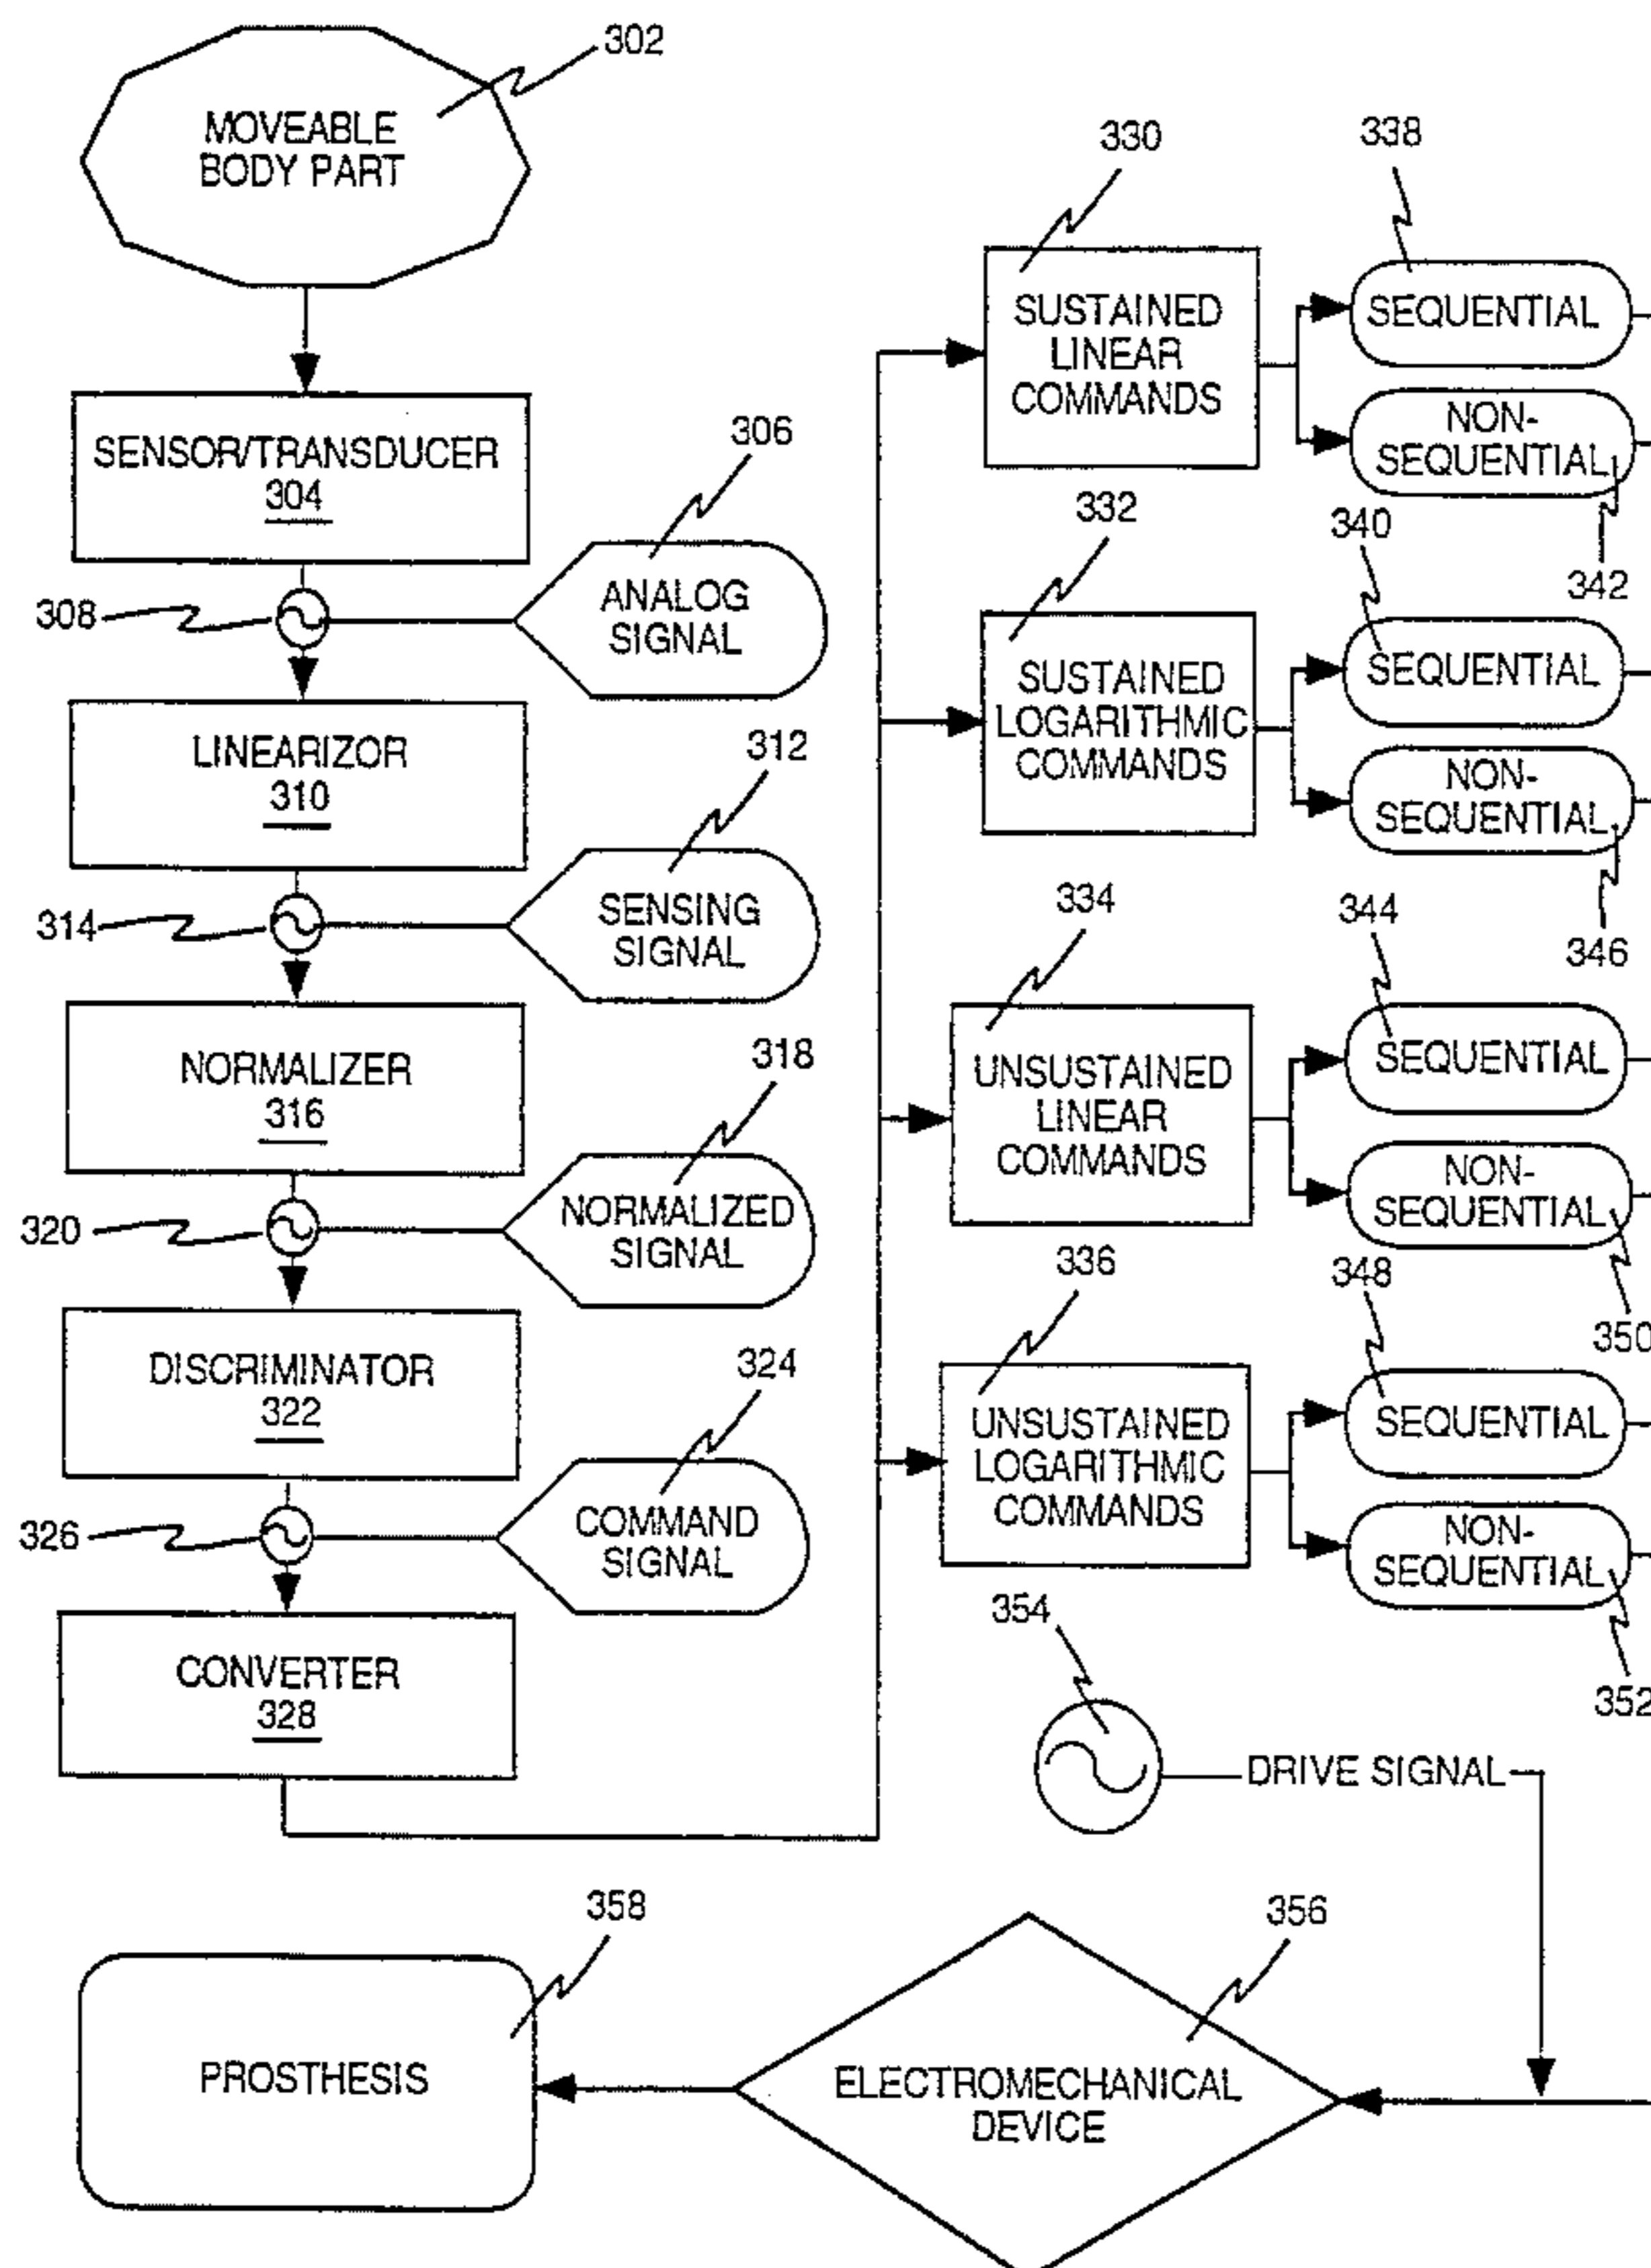 302
MOVEABLE
BODY PART
SENSOR/TRANSDUCER
304
306
308
ANALOG
SIGNAL
LINEARIZOR
310
312
314
SENSING
SIGNAL
NORMALIZER
316
318
320
NORMALIZED
SIGNAL
DISCRIMINATOR
322
324
326
COMMAND
SIGNAL
CONVERTER
328
330
338
SUSTAINED
LINEAR
COMMANDS
SEQUENTIAL
NON-
SEQUENTIAL
342
332
340
SUSTAINED
LOGARITHMIC
COMMANDS
SEQUENTIAL
NON-
SEQUENTIAL
346
334
344
UNSUSTAINED
LINEAR
COMMANDS
SEQUENTIAL
NON-
SEQUENTIAL
350
336
348
UNSUSTAINED
LOGARITHMIC
COMMANDS
SEQUENTIAL
NON-
SEQUENTIAL
352
354
DRIVE SIGNAL
358
356
PROSTHESIS
ELECTROMECHANICAL
DEVICE